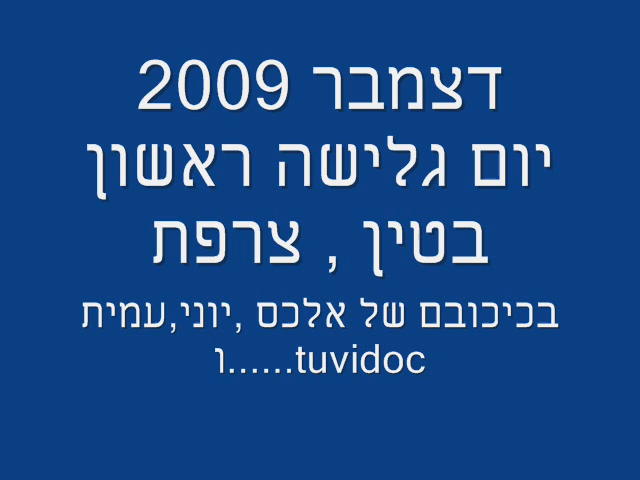 דצמבר 2009
יום גלישה ראשון
בטין , צרפת
בכיכובם של אלכס ,יוני,עמית
ו......tuvidoc